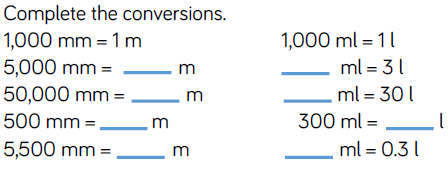 Complete the conversions.
1,000 mm = 1 m
5,000 mm = ____ m
50,000 mm = ____ m
500 mm = ____ m
5,500 mm = ____ m
1,000 ml = 1 l
____ ml = 3 l
____ ml = 30 l
300 ml = ____ l
____ ml = 0.3 l